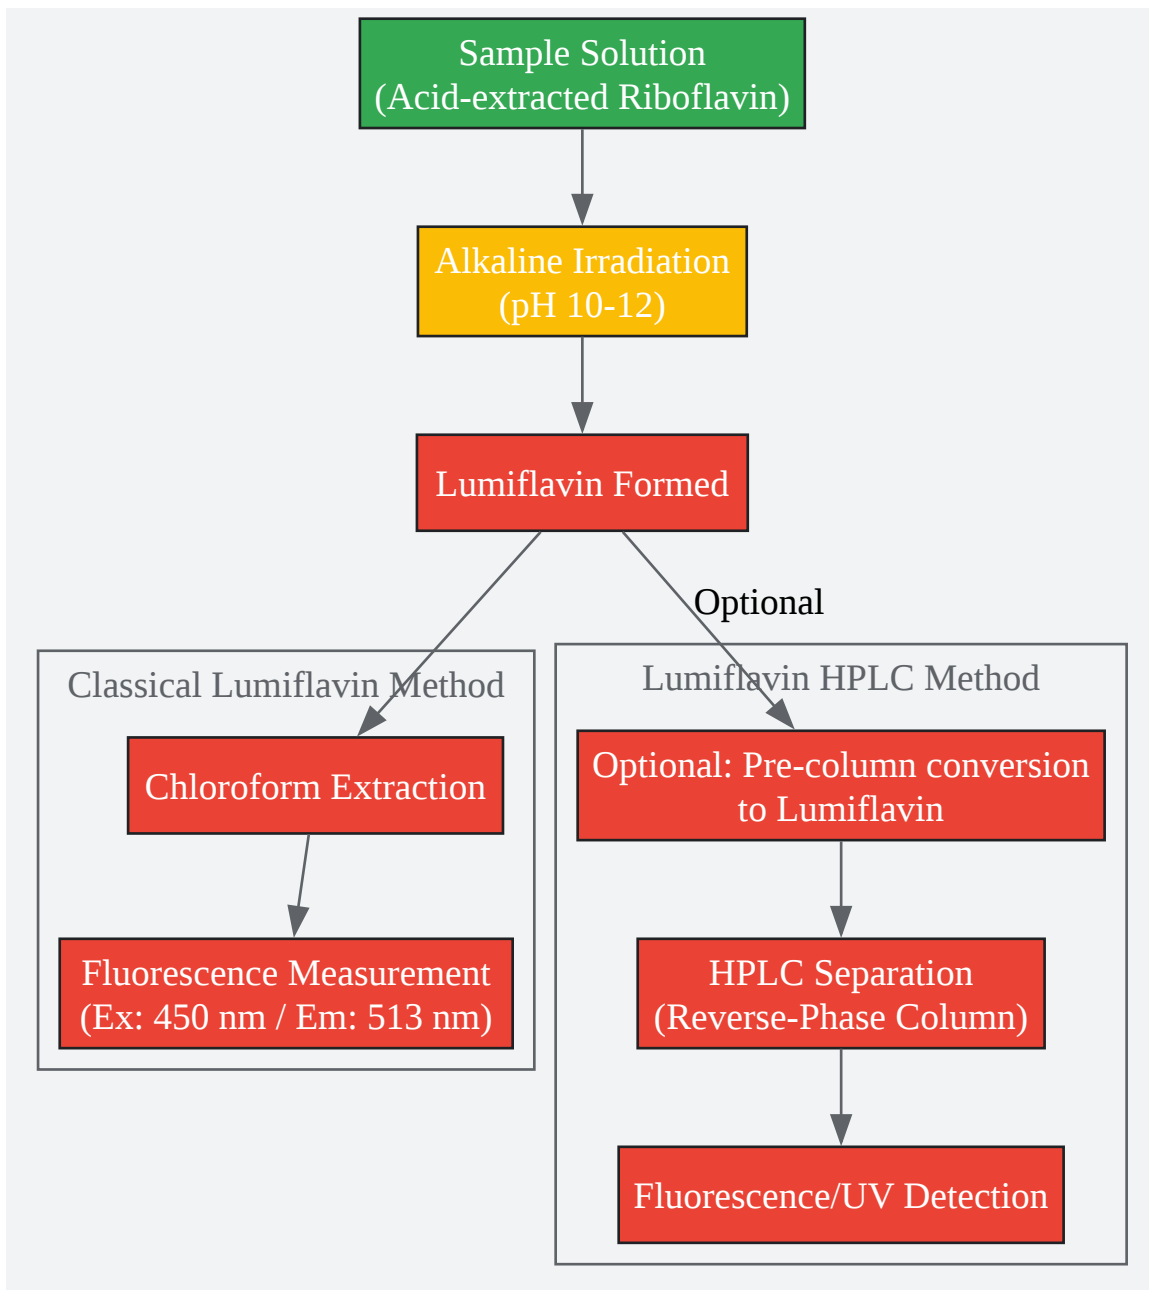 Sample Solution
(Acid-extracted Riboflavin)
Alkaline Irradiation
(pH 10-12)
Lumiflavin Formed
Optional
Classical Lumiflavin Method
Chloroform Extraction
Fluorescence Measurement
(Ex: 450 nm / Em: 513 nm)
Lumiflavin HPLC Method
Optional: Pre-column conversion
to Lumiflavin
HPLC Separation
(Reverse-Phase Column)
Fluorescence/UV Detection